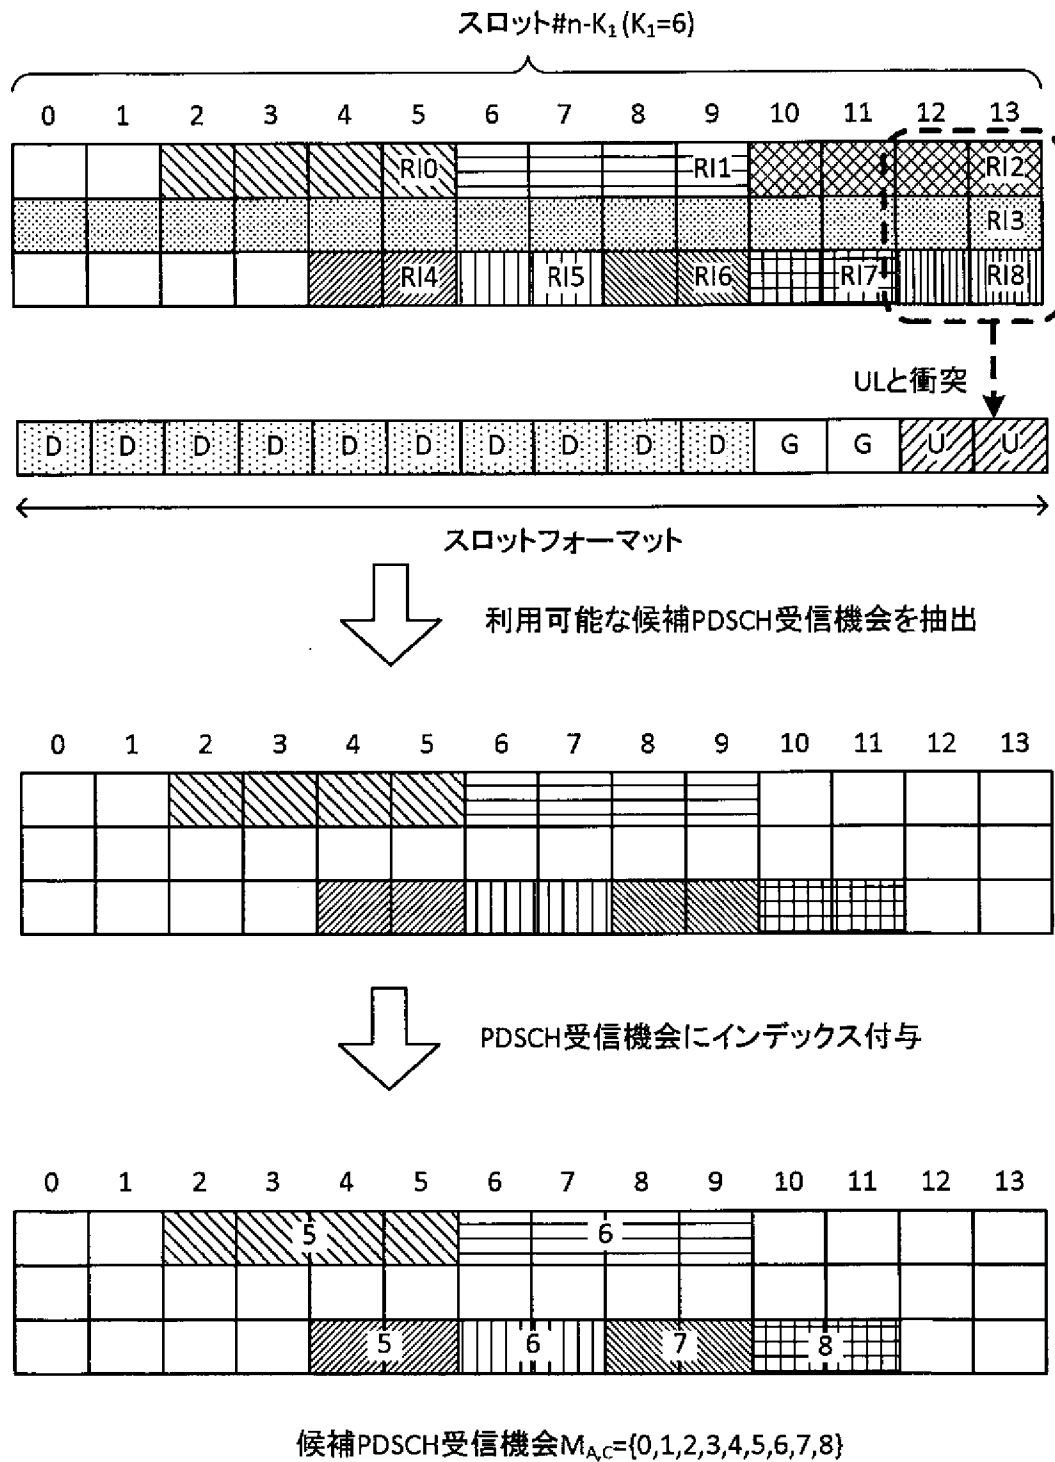 スロット#n-K₁(K₁=6)
0 1 2 3 4 5 6 7 8 9 10 11 12 13
RI0 RI1 RI2
RI3
RI4 RI5 RI6 RI7 RI8
ULと衝突
D D D D D D D D D D G G U U
スロットフォーマット
利用可能な候補PDSCH受信機会を抽出
0 1 2 3 4 5 6 7 8 9 10 11 12 13
PDSCH受信機会にインデックス付与
0 1 2 3 4 5 6 7 8 9 10 11 12 13
5 6
5 6 7 8
候補PDSCH受信機会M_{A,C}={0,1,2,3,4,5,6,7,8}